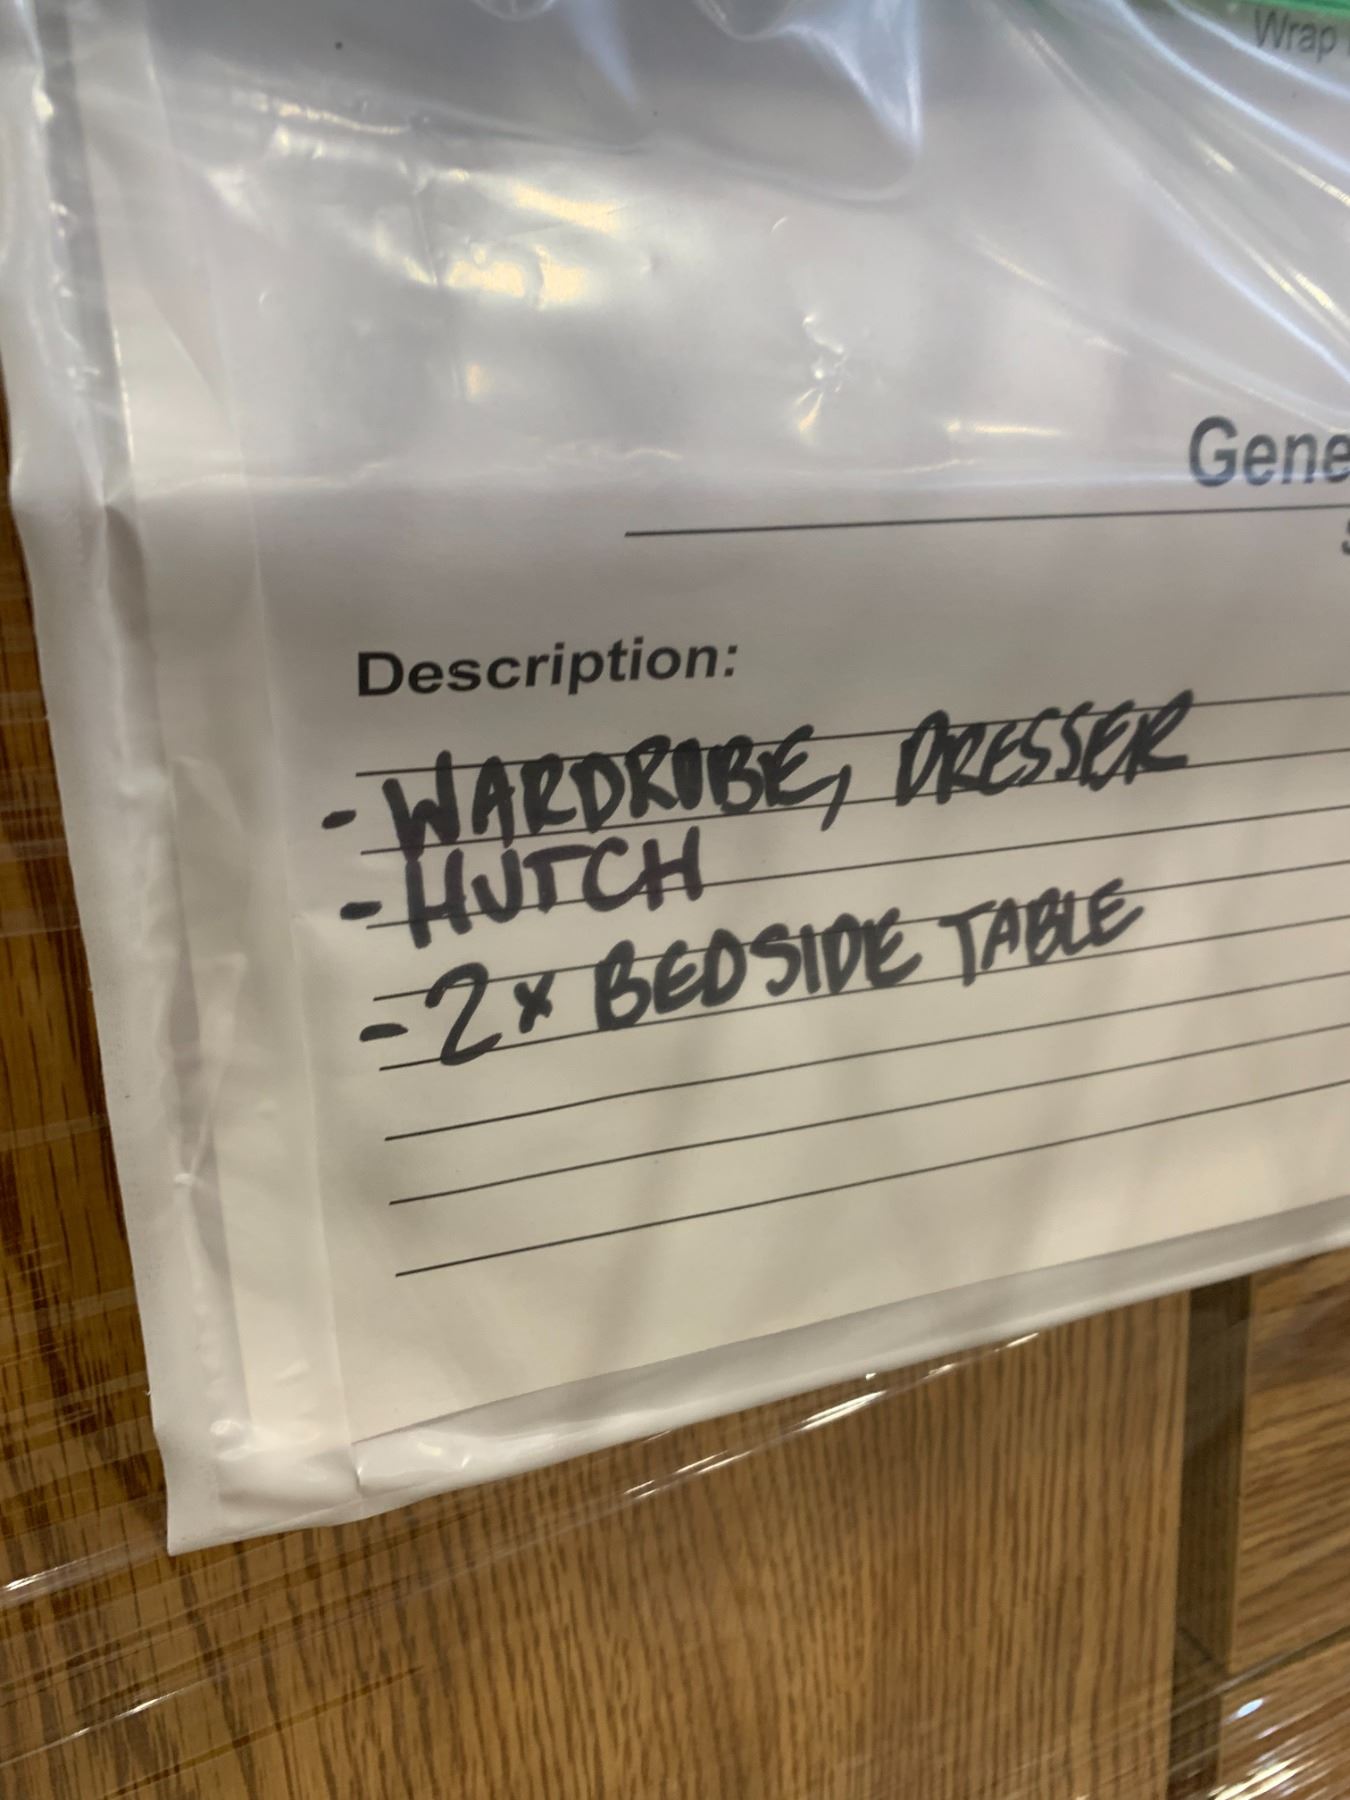 Wrap
Gene
Description:
- WARDROBE, DRESSER
- HUTCH
- 2x BEDSIDE TABLE